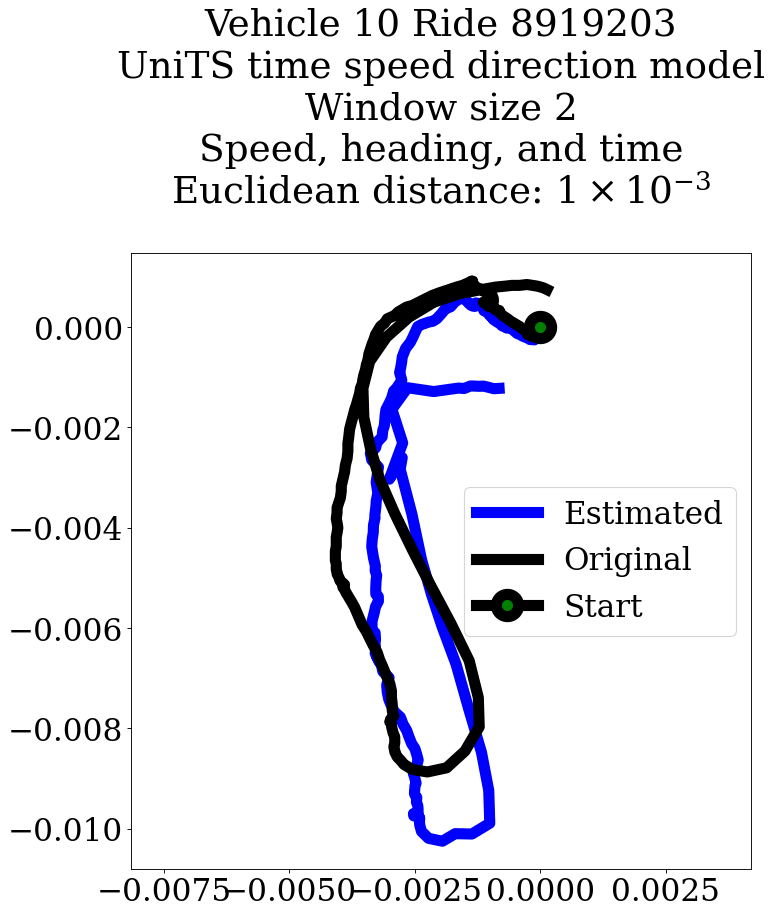 Vehicle 10 Ride 8919203
UniTS time speed direction model
Window size 2
Speed, heading, and time
Euclidean distance: 1 × 10⁻³
0.000
−0.002
−0.004
−0.006
−0.008
−0.010
Estimated
Original
Start
−0.0075 −0.0050 −0.0025 0.0000 0.0025